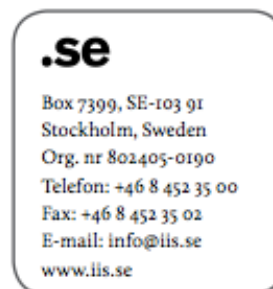 .se
Box 7399, SE-103 91
Stockholm, Sweden
Org. nr 802405-0190
Telefon: +46 8 452 35 00
Fax: +46 8 452 35 02
E-mail: info@iis.se
www.iis.se